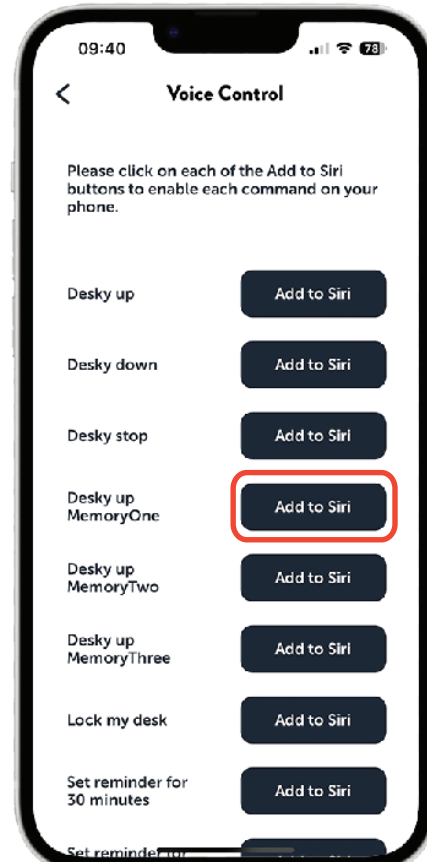 09:40
78
Voice Control
Please click on each of the Add to Siri
buttons to enable each command on your
phone.
Desky up
Add to Siri
Desky down
Add to Siri
Desky stop
Add to Siri
Desky up
MemoryOne
Add to Siri
Desky up
MemoryTwo
Add to Siri
Desky up
MemoryThree
Add to Siri
Lock my desk
Add to Siri
Set reminder for
30 minutes
Add to Siri
Set reminder for